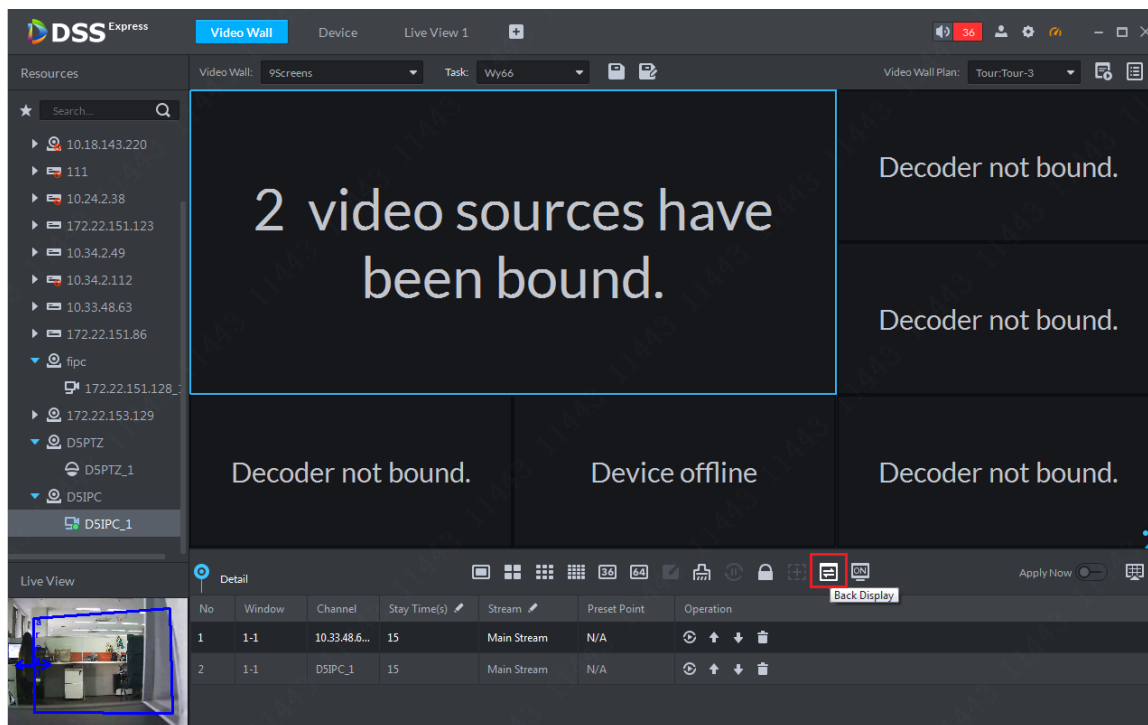 DSS Express
Video Wall Device Live View 1
36
Resources
Video Wall: 9Screens Task: Wy66 Video Wall Plan: Tour:Tour-3
Search...
10.18.143.220
111
10.24.2.38
172.22.151.123
10.34.2.49
10.34.2.112
10.33.48.63
172.22.151.86
fipc
172.22.151.128_
172.22.153.129
D5PTZ
D5PTZ_1
D5IPC
D5IPC_1
2 video sources have
been bound.
Decoder not bound.
Decoder not bound.
Decoder not bound.
Device offline
Decoder not bound.
Live View
Detail
36 64 ON
Apply Now
Back Display
No Window Channel Stay Time(s) Stream Preset Point Operation
1 1-1 10.33.48.6... 15 Main Stream N/A
2 1-1 D5IPC_1 15 Main Stream N/A
11443 11443 11443